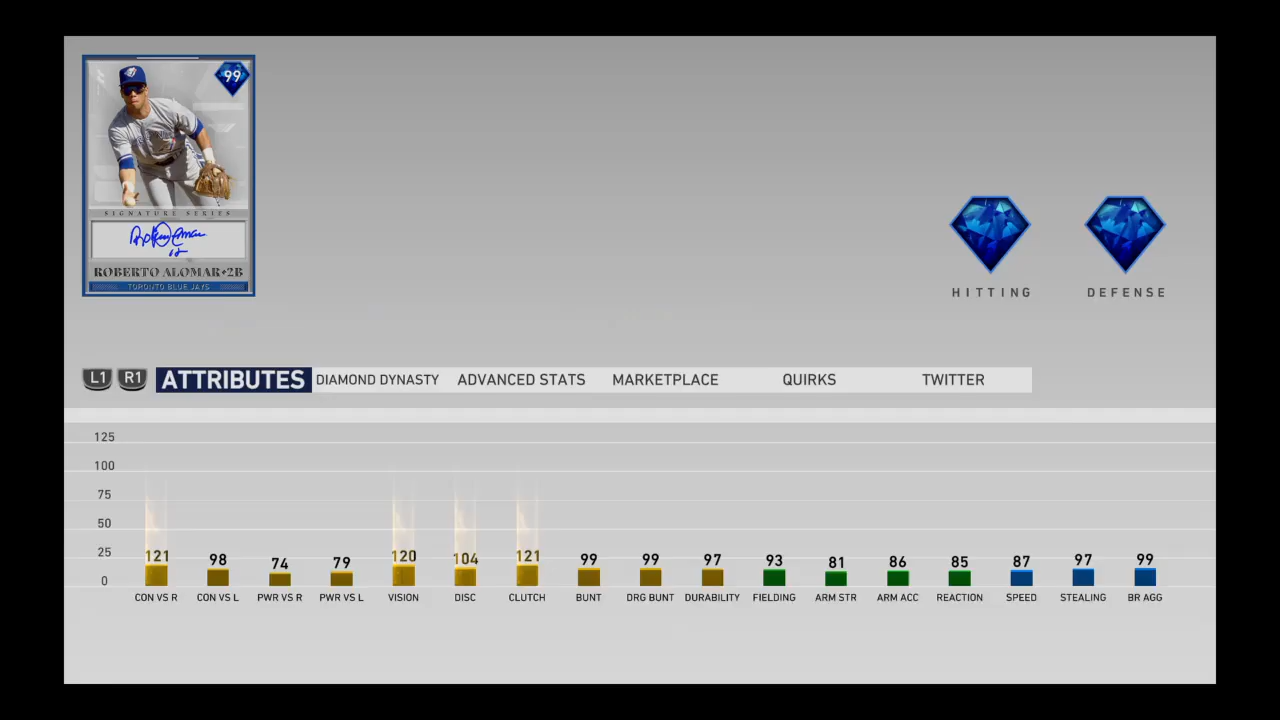 99
SIGNATURE SERIES
Roberto Alomar
12
ROBERTO ALOMAR•2B
TORONTO BLUE JAYS
HITTING DEFENSE
L1 R1 ATTRIBUTES DIAMOND DYNASTY ADVANCED STATS MARKETPLACE QUIRKS TWITTER
125
100
75
50
25
0
121 98 74 79 120 104 121 99 99 97 93 81 86 85 87 97 99
CON VS R CON VS L PWR VS R PWR VS L VISION DISC CLUTCH BUNT DRG BUNT DURABILITY FIELDING ARM STR ARM ACC REACTION SPEED STEALING BR AGG